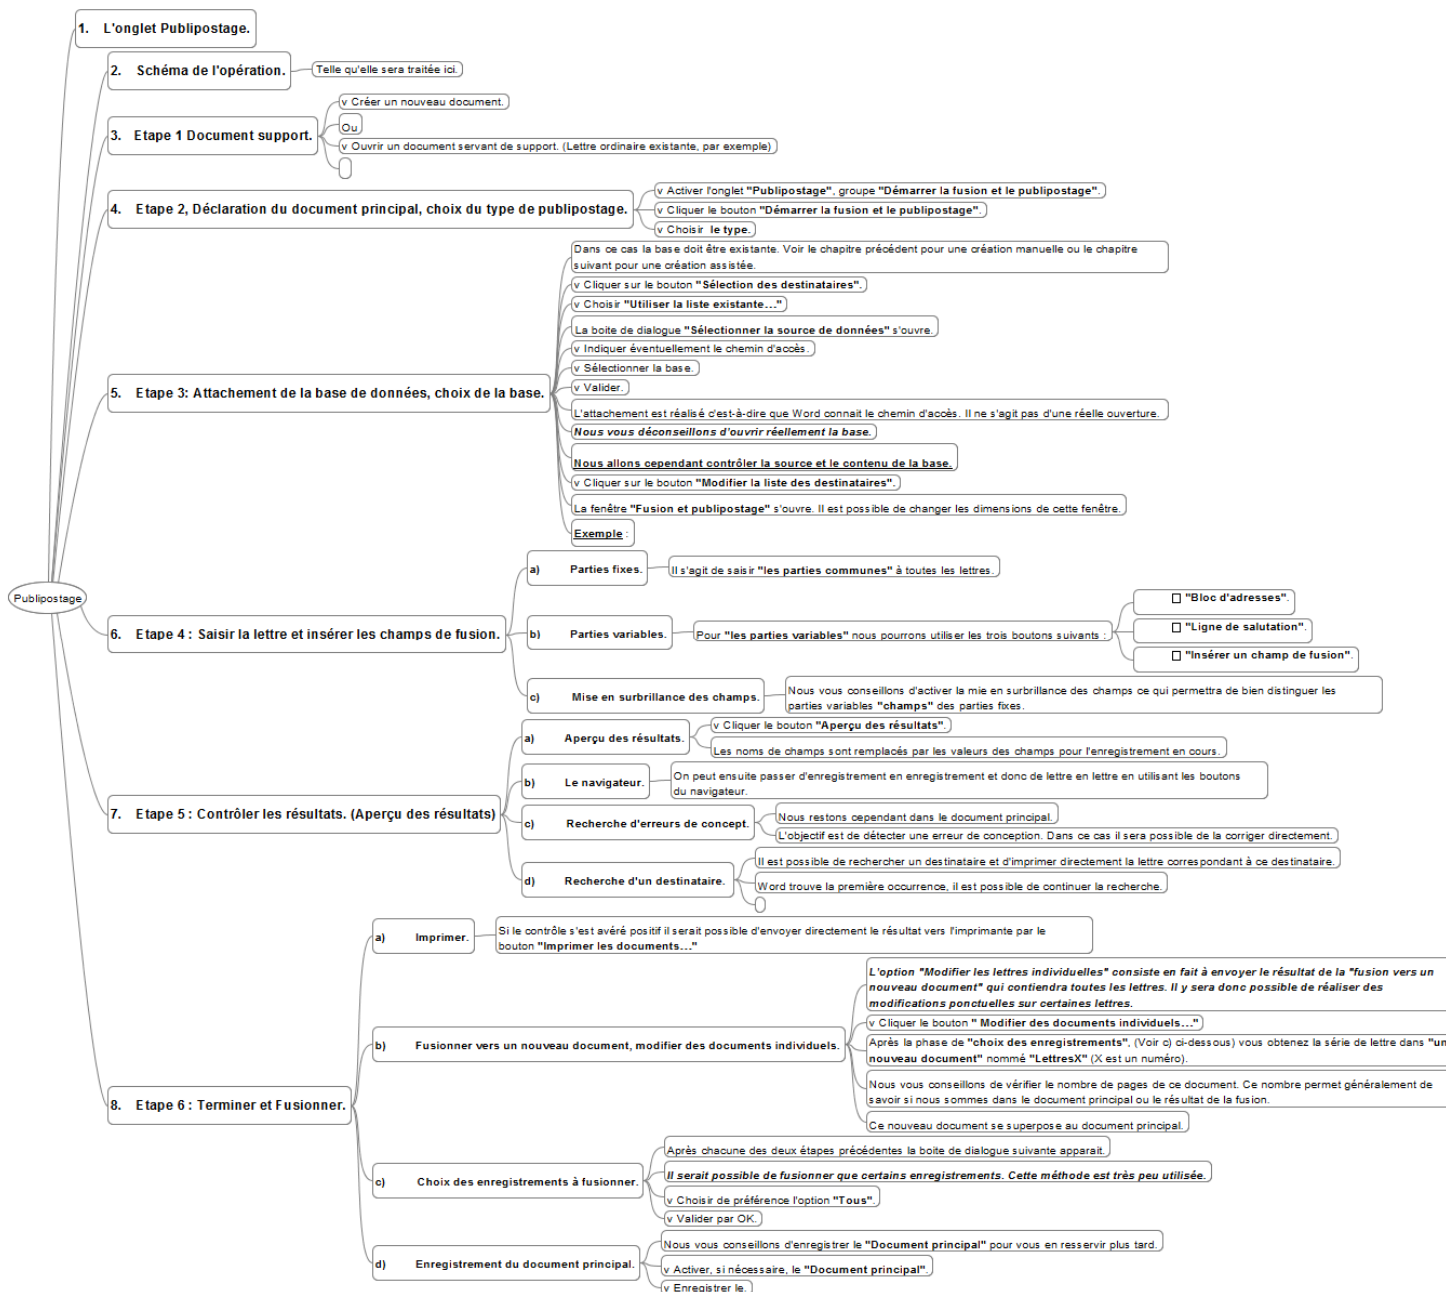 1. L'onglet Publipostage.
2. Schéma de l'opération.
Telle qu'elle sera traitée ici.
3. Etape 1 Document support.
v Créer un nouveau document.
Ou
v Ouvrir un document servant de support. (Lettre ordinaire existante, par exemple)
4. Etape 2, Déclaration du document principal, choix du type de publipostage.
v Activer l'onglet "Publipostage", groupe "Démarrer la fusion et le publipostage".
v Cliquer le bouton "Démarrer la fusion et le publipostage".
v Choisir le type.
5. Etape 3: Attachement de la base de données, choix de la base.
Dans ce cas la base doit être existante. Voir le chapitre précédent pour une création manuelle ou le chapitre
suivant pour une création assistée.
v Cliquer sur le bouton "Sélection des destinataires".
v Choisir "Utiliser la liste existante..."
La boite de dialogue "Sélectionner la source de données" s'ouvre.
v Indiquer éventuellement le chemin d'accès.
v Sélectionner la base.
v Valider.
L'attachement est réalisé c'est-à-dire que Word connait le chemin d'accès. Il ne s'agit pas d'une réelle ouverture.
Nous vous déconseillons d'ouvrir réellement la base.
Nous allons cependant contrôler la source et le contenu de la base.
v Cliquer sur le bouton "Modifier la liste des destinataires".
La fenêtre "Fusion et publipostage" s'ouvre. Il est possible de changer les dimensions de cette fenêtre.
Exemple :
Publipostage
6. Etape 4 : Saisir la lettre et insérer les champs de fusion.
a) Parties fixes.
Il s'agit de saisir "les parties communes" à toutes les lettres.
b) Parties variables.
Pour "les parties variables" nous pourrons utiliser les trois boutons suivants :
"Bloc d'adresses".
"Ligne de salutation".
"Insérer un champ de fusion".
c) Mise en surbrillance des champs.
Nous vous conseillons d'activer la mie en surbrillance des champs ce qui permettra de bien distinguer les
parties variables "champs" des parties fixes.
7. Etape 5 : Contrôler les résultats. (Aperçu des résultats)
a) Aperçu des résultats.
v Cliquer le bouton "Aperçu des résultats".
Les noms de champs sont remplacés par les valeurs des champs pour l'enregistrement en cours.
b) Le navigateur.
On peut ensuite passer d'enregistrement en enregistrement et donc de lettre en lettre en utilisant les boutons
du navigateur.
c) Recherche d'erreurs de concept.
Nous restons cependant dans le document principal.
L'objectif est de détecter une erreur de conception. Dans ce cas il sera possible de la corriger directement.
d) Recherche d'un destinataire.
Il est possible de rechercher un destinataire et d'imprimer directement la lettre correspondant à ce destinataire.
Word trouve la première occurrence, il est possible de continuer la recherche.
8. Etape 6 : Terminer et Fusionner.
a) Imprimer.
Si le contrôle s'est avéré positif il serait possible d'envoyer directement le résultat vers l'imprimante par le
bouton "Imprimer les documents..."
b) Fusionner vers un nouveau document, modifier des documents individuels.
L'option "Modifier les lettres individuelles" consiste en fait à envoyer le résultat de la "fusion vers un
nouveau document" qui contiendra toutes les lettres. Il y sera donc possible de réaliser des
modifications ponctuelles sur certaines lettres.
v Cliquer le bouton " Modifier des documents individuels..."
Après la phase de "choix des enregistrements", (Voir c) ci-dessous) vous obtenez la série de lettre dans "un
nouveau document" nommé "LettresX" (X est un numéro).
Nous vous conseillons de vérifier le nombre de pages de ce document. Ce nombre permet généralement de
savoir si nous sommes dans le document principal ou le résultat de la fusion.
Ce nouveau document se superpose au document principal.
c) Choix des enregistrements à fusionner.
Après chacune des deux étapes précédentes la boite de dialogue suivante apparait.
Il serait possible de fusionner que certains enregistrements. Cette méthode est très peu utilisée.
v Choisir de préférence l'option "Tous".
v Valider par OK.
d) Enregistrement du document principal.
Nous vous conseillons d'enregistrer le "Document principal" pour vous en resservir plus tard.
v Activer, si nécessaire, le "Document principal".
v Enregistrer le.